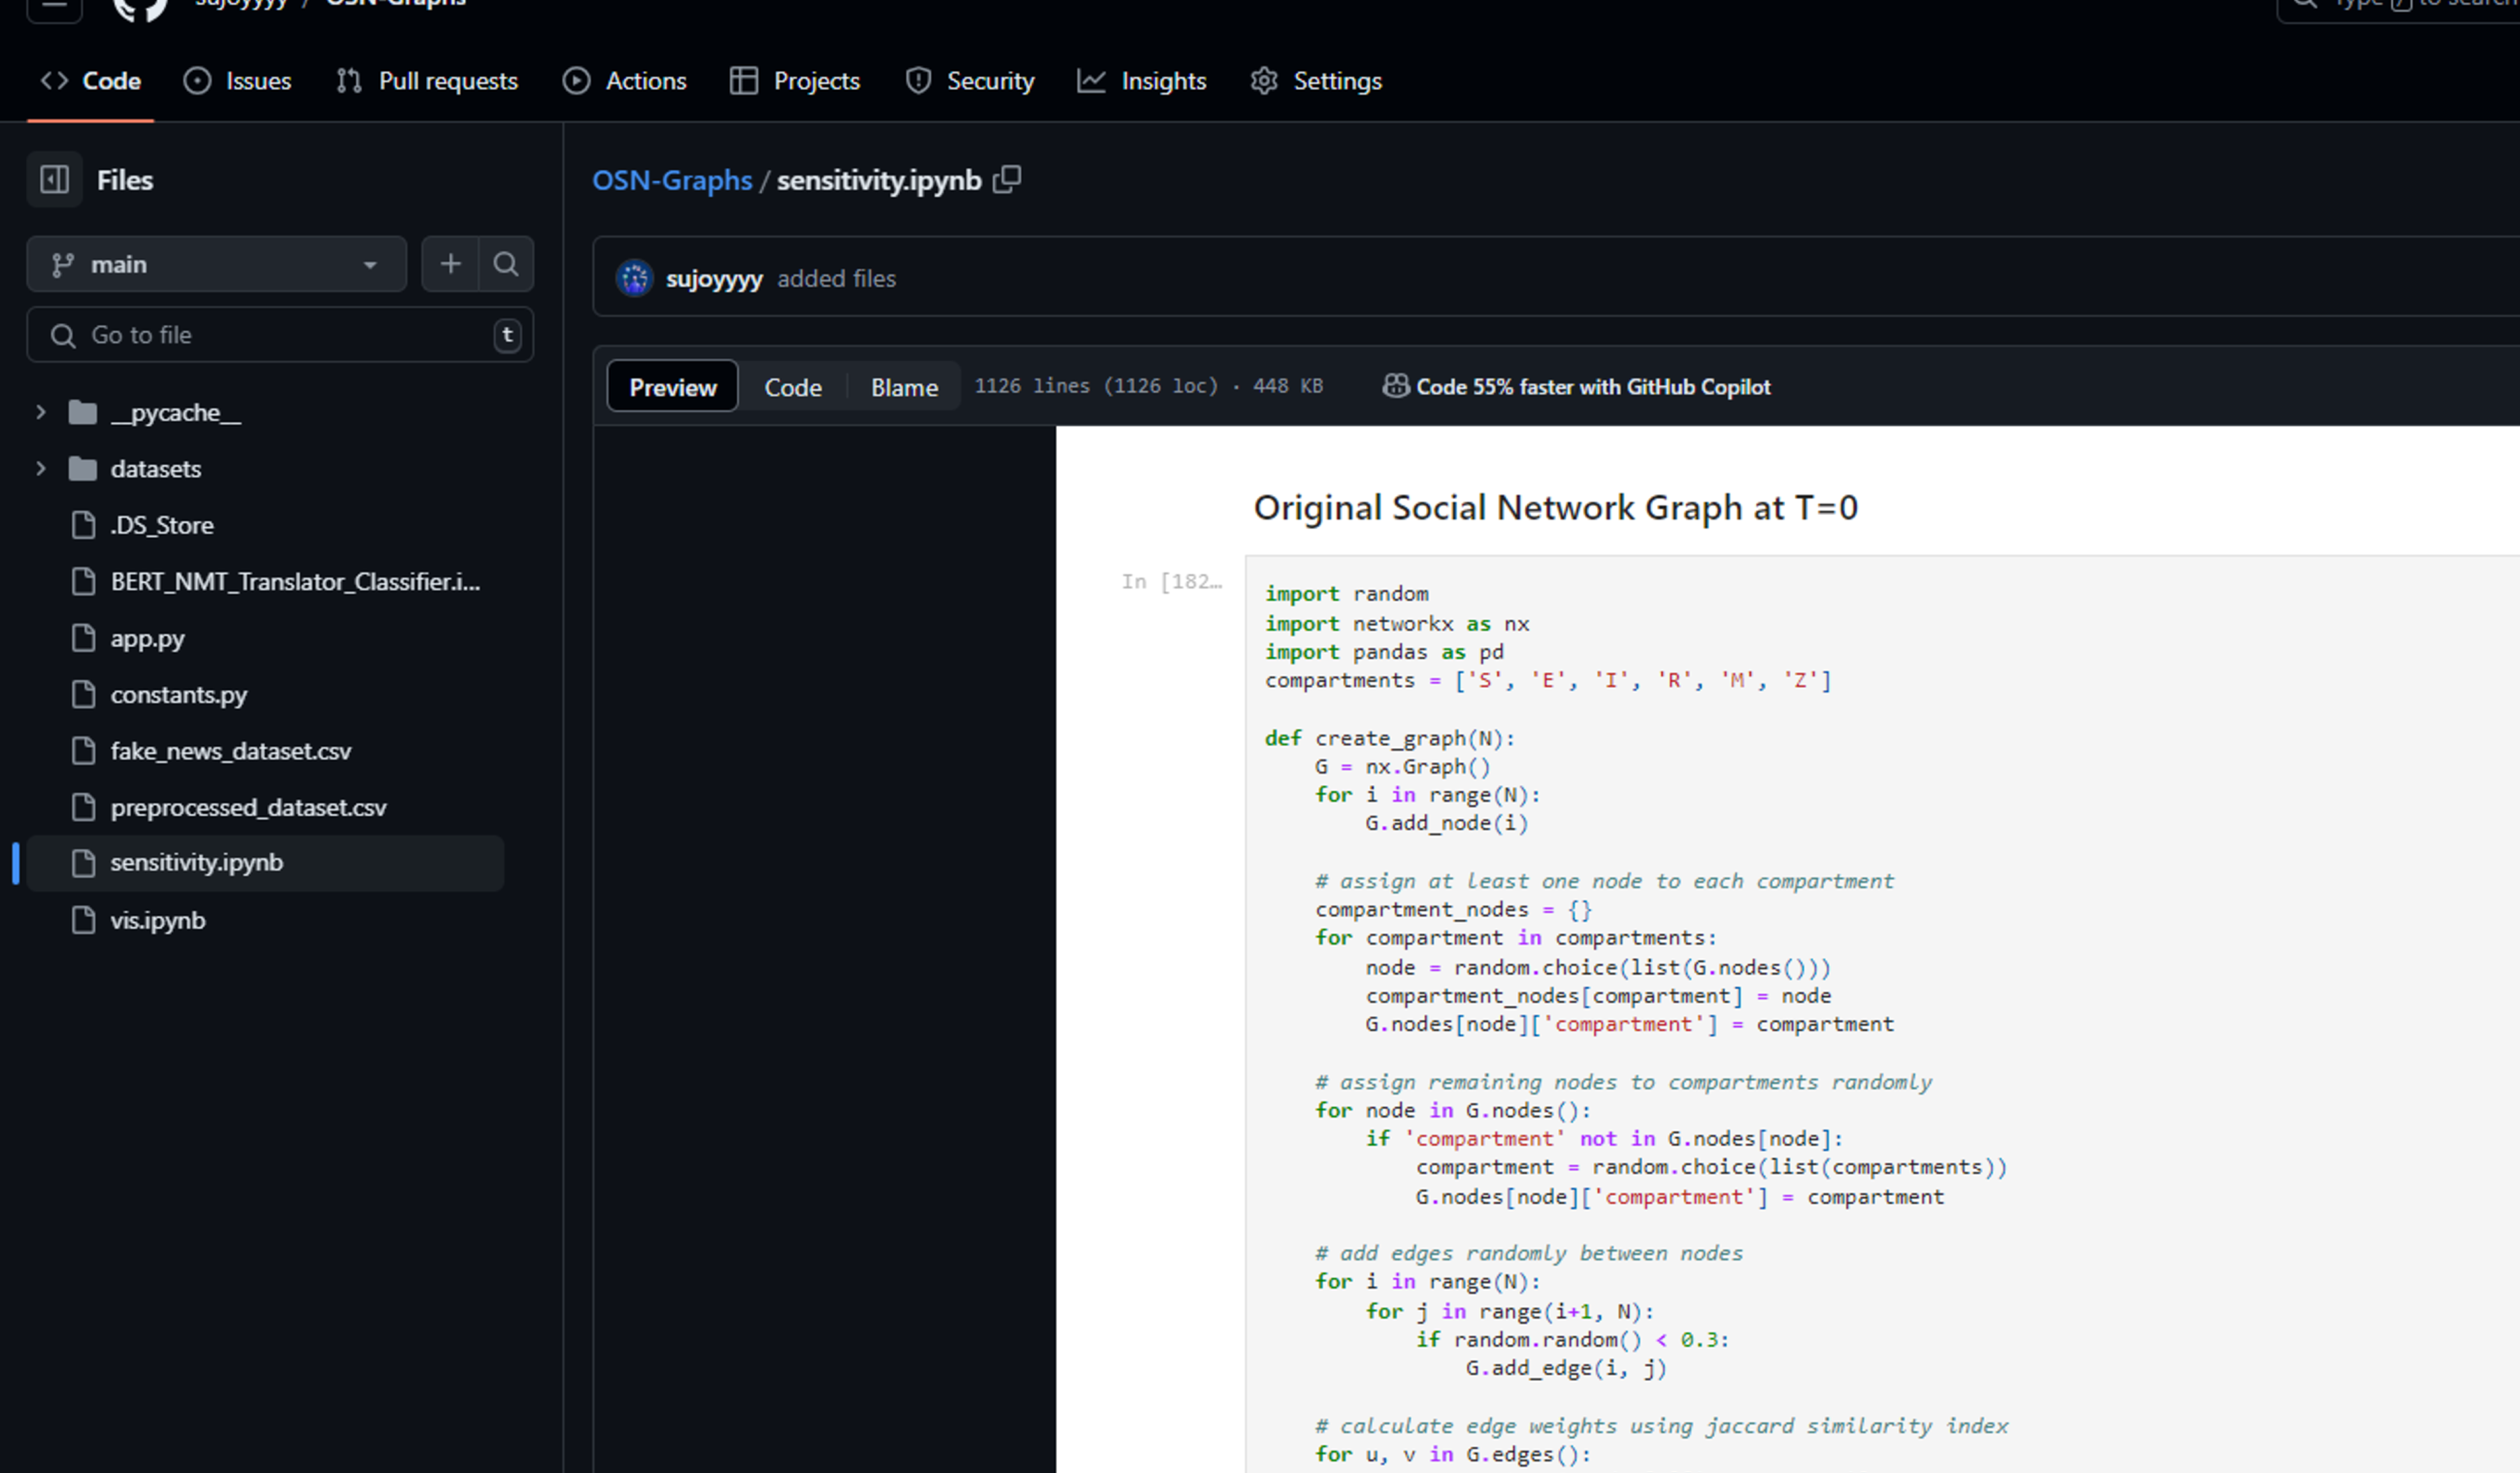 sujoyyyy / OSN-Graphs
Type / to search
Code
Issues
Pull requests
Actions
Projects
Security
Insights
Settings
Files
main
Go to file
t
__pycache__
datasets
.DS_Store
BERT_NMT_Translator_Classifier.i...
app.py
constants.py
fake_news_dataset.csv
preprocessed_dataset.csv
sensitivity.ipynb
vis.ipynb
OSN-Graphs / sensitivity.ipynb
sujoyyyy added files
Preview Code Blame 1126 lines (1126 loc) · 448 KB Code 55% faster with GitHub Copilot
Original Social Network Graph at T=0
In [182…
import random
import networkx as nx
import pandas as pd
compartments = ['S', 'E', 'I', 'R', 'M', 'Z']
def create_graph(N):
    G = nx.Graph()
    for i in range(N):
        G.add_node(i)
    # assign at least one node to each compartment
    compartment_nodes = {}
    for compartment in compartments:
        node = random.choice(list(G.nodes()))
        compartment_nodes[compartment] = node
        G.nodes[node]['compartment'] = compartment
    # assign remaining nodes to compartments randomly
    for node in G.nodes():
        if 'compartment' not in G.nodes[node]:
            compartment = random.choice(list(compartments))
            G.nodes[node]['compartment'] = compartment
    # add edges randomly between nodes
    for i in range(N):
        for j in range(i+1, N):
            if random.random() < 0.3:
                G.add_edge(i, j)
    # calculate edge weights using jaccard similarity index
    for u, v in G.edges():